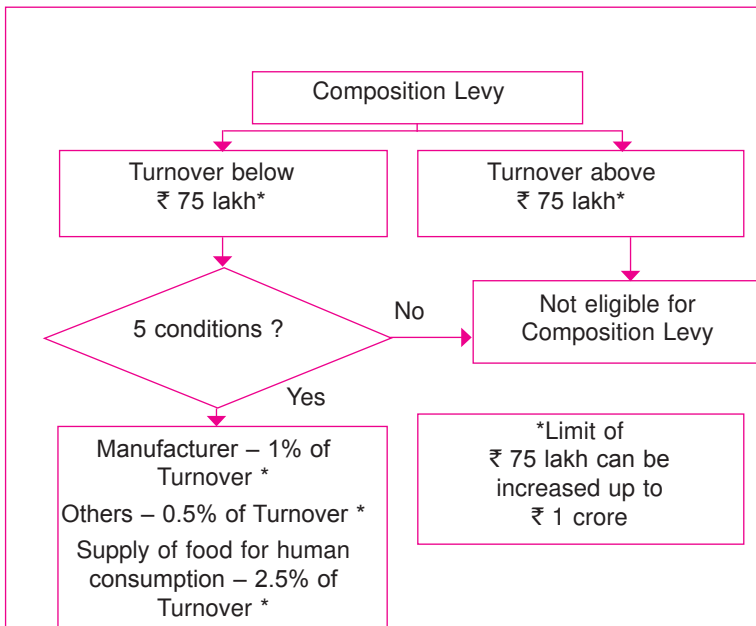 Composition Levy
Turnover below
₹ 75 lakh*
Turnover above
₹ 75 lakh*
5 conditions ?
No
Not eligible for
Composition Levy
Yes
Manufacturer – 1% of
Turnover *
Others – 0.5% of Turnover *
Supply of food for human
consumption – 2.5% of
Turnover *
*Limit of
₹ 75 lakh can be
increased up to
₹ 1 crore